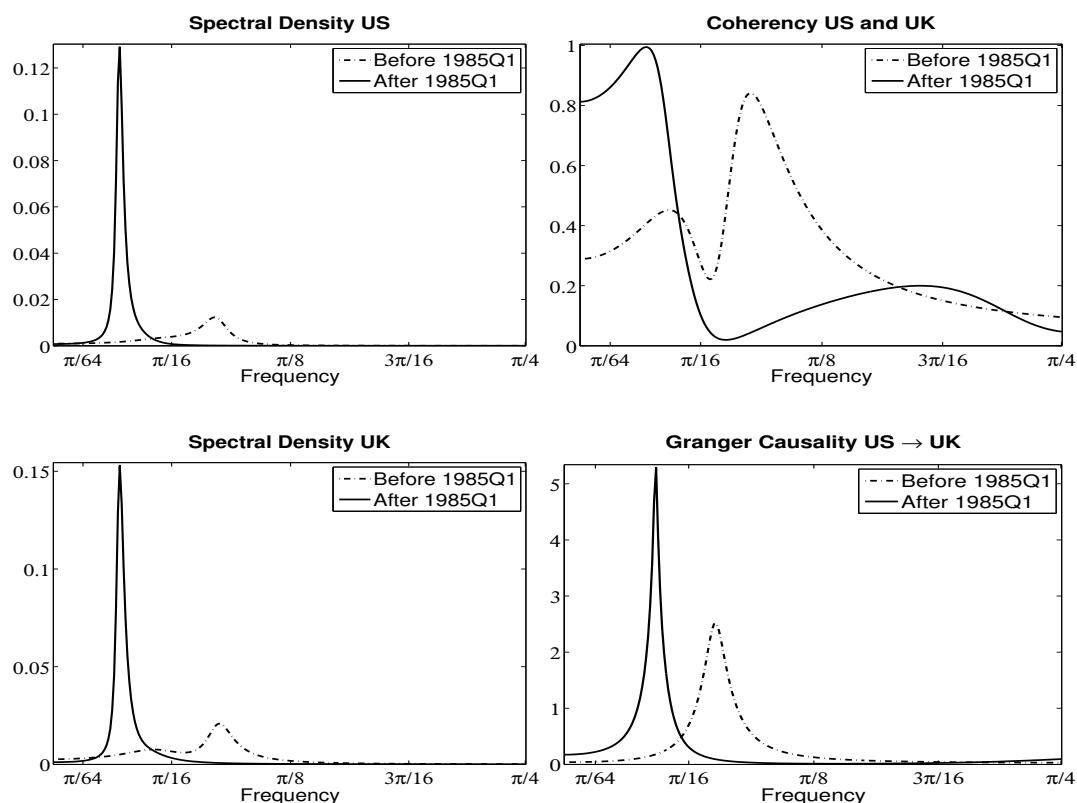 Spectral Density US
0.12
0.1
0.08
0.06
0.04
0.02
0
π/64 π/16 π/8 3π/16 π/4
Frequency
Before 1985Q1
After 1985Q1
Coherency US and UK
1
0.8
0.6
0.4
0.2
0
π/64 π/16 π/8 3π/16 π/4
Frequency
Before 1985Q1
After 1985Q1
Spectral Density UK
0.15
0.1
0.05
0
π/64 π/16 π/8 3π/16 π/4
Frequency
Before 1985Q1
After 1985Q1
Granger Causality US → UK
5
4
3
2
1
0
π/64 π/16 π/8 3π/16 π/4
Frequency
Before 1985Q1
After 1985Q1